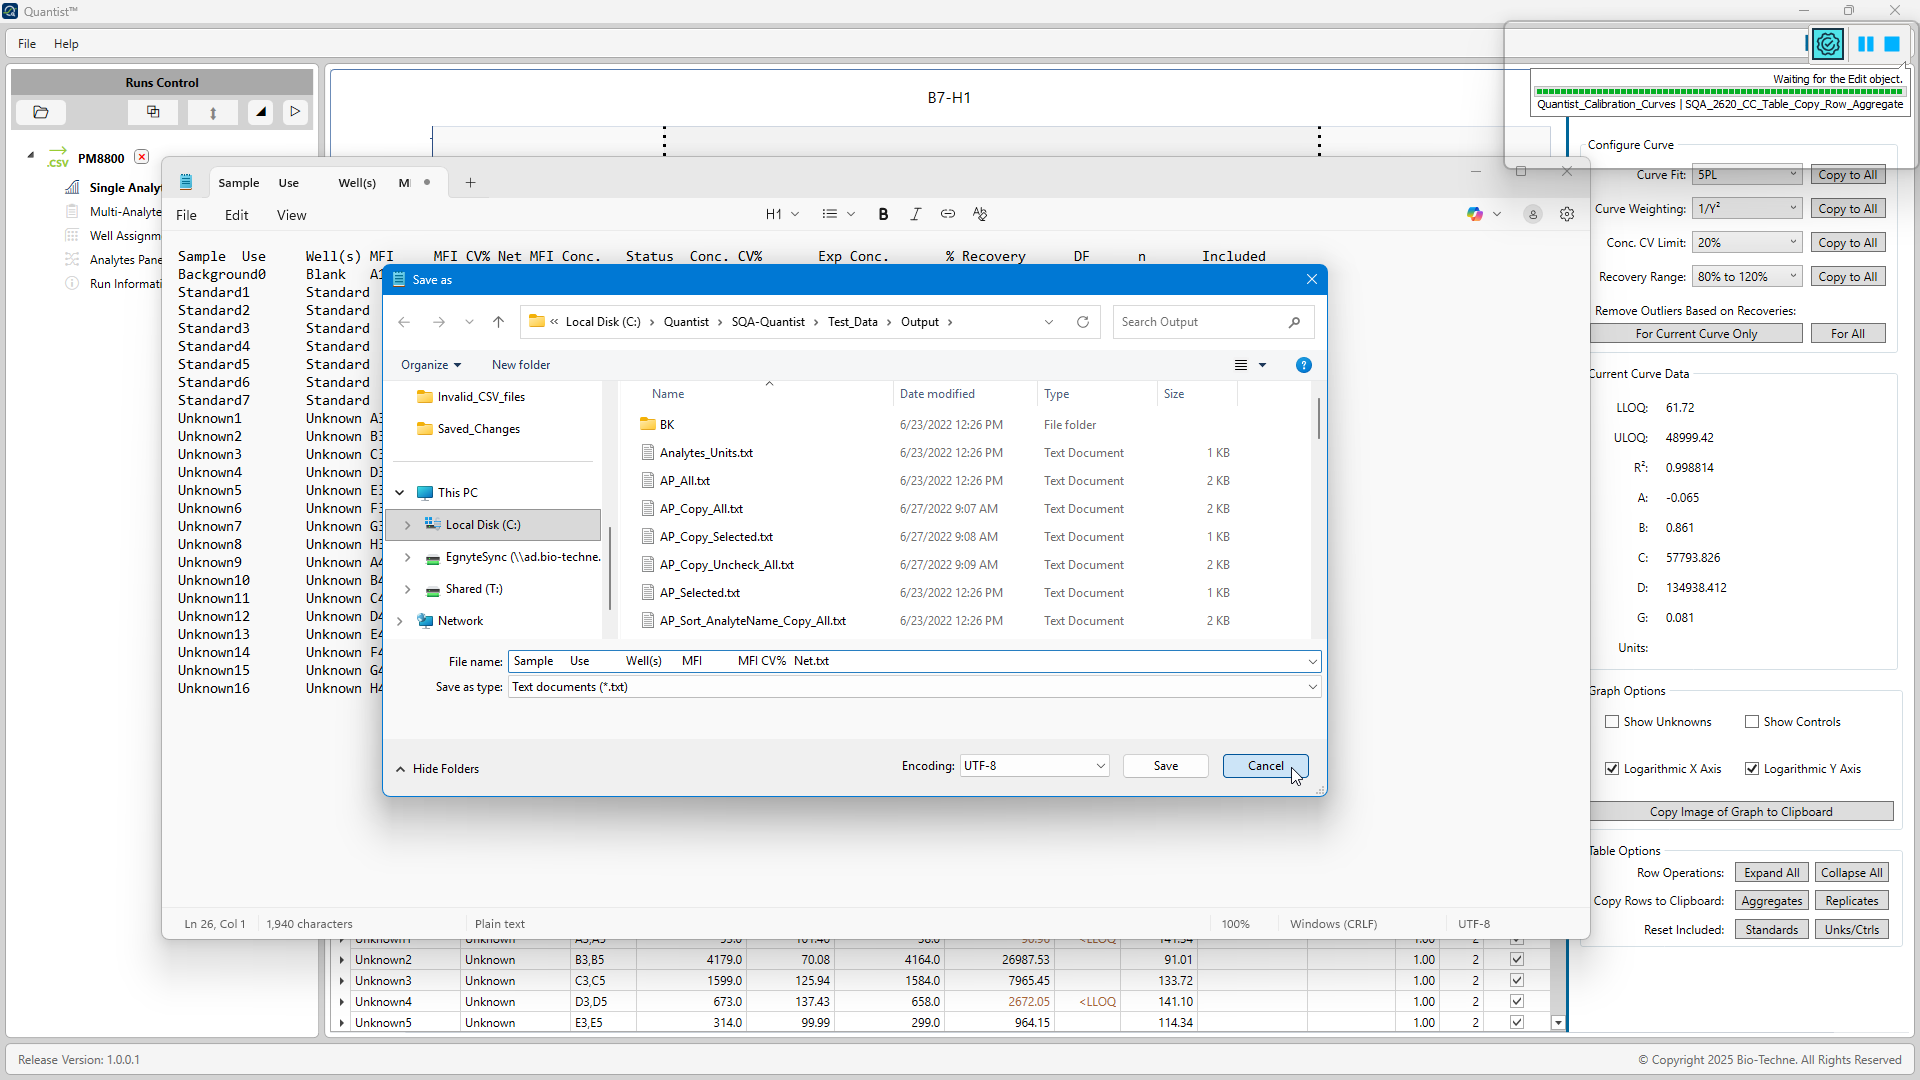 Quantist™
File Help
Waiting for the Edit object.
Quantist_Calibration_Curves | SQA_2620_CC_Table_Copy_Row_Aggregate
Runs Control
.CSV PM8800
Single Analyt
Multi-Analyte
Well Assignm
Analytes Pane
Run Informati
B7-H1
Sample Use Well(s) M
File Edit View
H1 B I
Sample Use Well(s) MFI MFI CV% Net MFI Conc. Status Conc. CV% Exp Conc. % Recovery DF n Included
Background0 Blank A1
Standard1 Standard
Standard2 Standard
Standard3 Standard
Standard4 Standard
Standard5 Standard
Standard6 Standard
Standard7 Standard
Unknown1 Unknown A3
Unknown2 Unknown B3
Unknown3 Unknown C3
Unknown4 Unknown D3
Unknown5 Unknown E3
Unknown6 Unknown F3
Unknown7 Unknown G3
Unknown8 Unknown H3
Unknown9 Unknown A4
Unknown10 Unknown B4
Unknown11 Unknown C4
Unknown12 Unknown D4
Unknown13 Unknown E4
Unknown14 Unknown F4
Unknown15 Unknown G4
Unknown16 Unknown H4
Save as
« Local Disk (C:) › Quantist › SQA-Quantist › Test_Data › Output ›
Search Output
Organize New folder
Invalid_CSV_files
Saved_Changes
This PC
Local Disk (C:)
EgnyteSync (\\ad.bio-techne.
Shared (T:)
Network
Name Date modified Type Size
BK 6/23/2022 12:26 PM File folder
Analytes_Units.txt 6/23/2022 12:26 PM Text Document 1 KB
AP_All.txt 6/23/2022 12:26 PM Text Document 2 KB
AP_Copy_All.txt 6/27/2022 9:07 AM Text Document 2 KB
AP_Copy_Selected.txt 6/27/2022 9:08 AM Text Document 1 KB
AP_Copy_Uncheck_All.txt 6/27/2022 9:09 AM Text Document 2 KB
AP_Selected.txt 6/23/2022 12:26 PM Text Document 1 KB
AP_Sort_AnalyteName_Copy_All.txt 6/23/2022 12:26 PM Text Document 2 KB
File name: Sample Use Well(s) MFI MFI CV% Net.txt
Save as type: Text documents (*.txt)
Hide Folders
Encoding: UTF-8 Save Cancel
Ln 26, Col 1 1,940 characters Plain text 100% Windows (CRLF) UTF-8
Unknown2 Unknown B3,B5 4179.0 70.08 4164.0 26987.53 91.01 1.00 2
Unknown3 Unknown C3,C5 1599.0 125.94 1584.0 7965.45 133.72 1.00 2
Unknown4 Unknown D3,D5 673.0 137.43 658.0 2672.05 <LLOQ 141.10 1.00 2
Unknown5 Unknown E3,E5 314.0 99.99 299.0 964.15 114.34 1.00 2
Configure Curve
Curve Fit: 5PL Copy to All
Curve Weighting: 1/Y² Copy to All
Conc. CV Limit: 20% Copy to All
Recovery Range: 80% to 120% Copy to All
Remove Outliers Based on Recoveries:
For Current Curve Only For All
Current Curve Data
LLOQ: 61.72
ULOQ: 48999.42
R²: 0.998814
A: -0.065
B: 0.861
C: 57793.826
D: 134938.412
G: 0.081
Units:
Graph Options
Show Unknowns Show Controls
Logarithmic X Axis Logarithmic Y Axis
Copy Image of Graph to Clipboard
Table Options
Row Operations: Expand All Collapse All
Copy Rows to Clipboard: Aggregates Replicates
Reset Included: Standards Unks/Ctrls
Release Version: 1.0.0.1
© Copyright 2025 Bio-Techne. All Rights Reserved